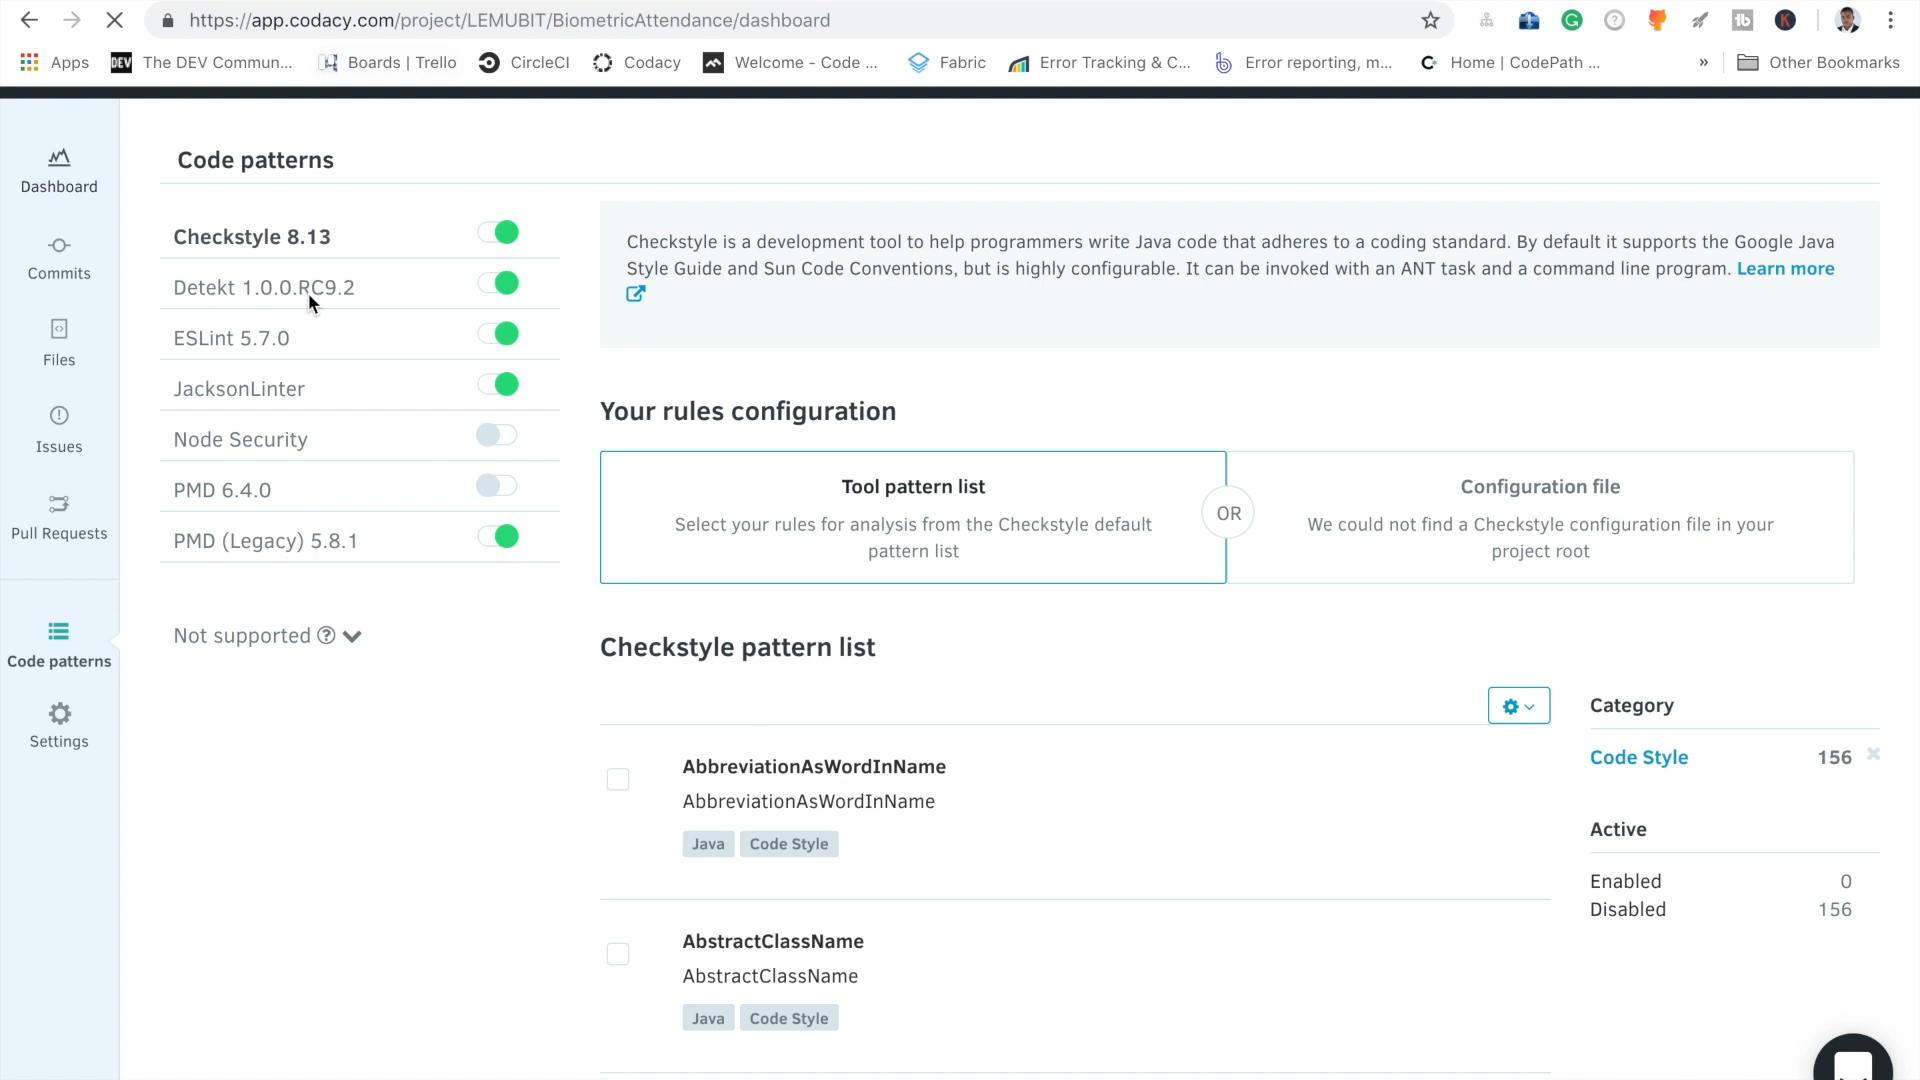 https://app.codacy.com/project/LEMUBIT/BiometricAttendance/dashboard
Apps
DEV The DEV Commun...
Boards | Trello
CircleCI
Codacy
Welcome - Code ...
Fabric
Error Tracking & C...
Error reporting, m...
Home | CodePath ...
»
Other Bookmarks
Dashboard
Commits
Files
Issues
Pull Requests
Code patterns
Settings
Code patterns
Checkstyle 8.13
Detekt 1.0.0.RC9.2
ESLint 5.7.0
JacksonLinter
Node Security
PMD 6.4.0
PMD (Legacy) 5.8.1
Not supported
Checkstyle is a development tool to help programmers write Java code that adheres to a coding standard. By default it supports the Google Java
Style Guide and Sun Code Conventions, but is highly configurable. It can be invoked with an ANT task and a command line program. Learn more
Your rules configuration
Tool pattern list
Select your rules for analysis from the Checkstyle default
pattern list
OR
Configuration file
We could not find a Checkstyle configuration file in your
project root
Checkstyle pattern list
AbbreviationAsWordInName
AbbreviationAsWordInName
Java Code Style
AbstractClassName
AbstractClassName
Java Code Style
Category
Code Style 156
Active
Enabled 0
Disabled 156